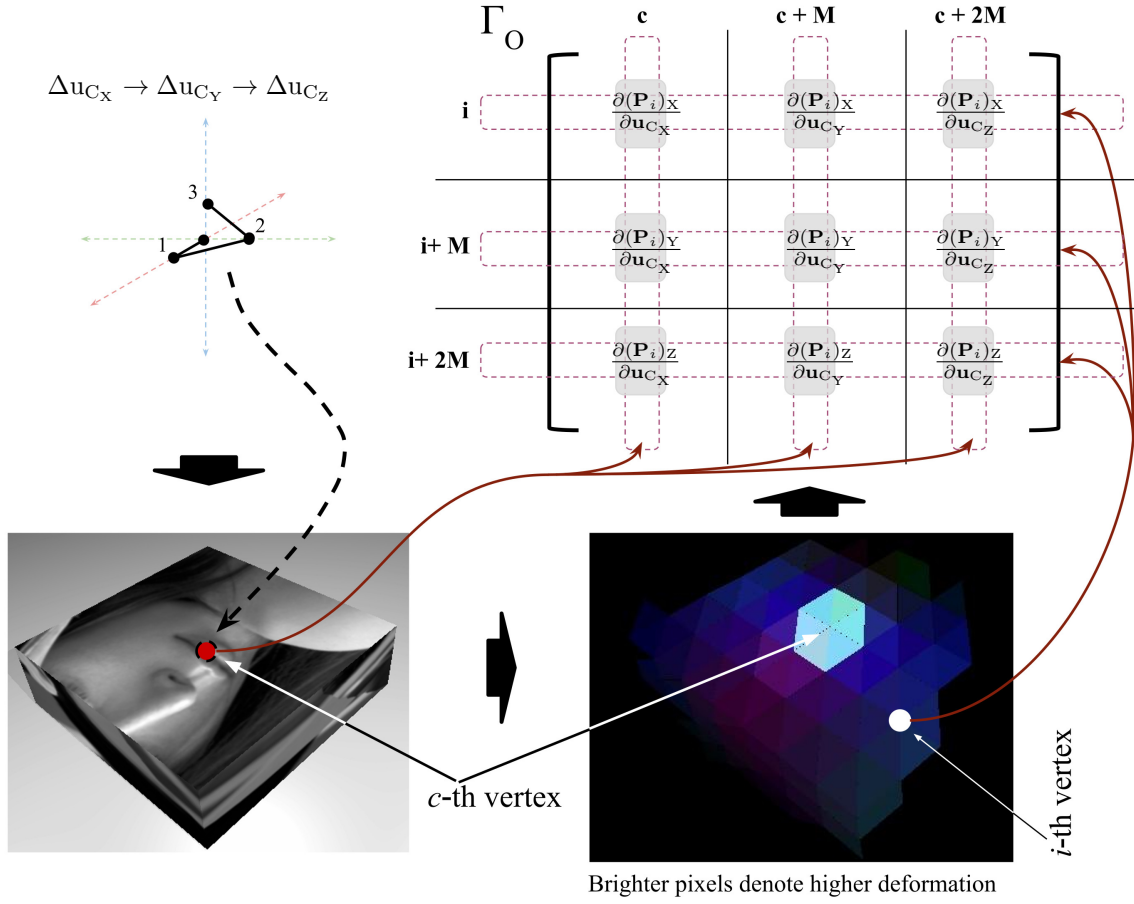 Γ_O
c c + M c + 2M
Δu_{C_X} → Δu_{C_Y} → Δu_{C_Z}
i ∂(P_i)_X/∂u_{C_X} ∂(P_i)_X/∂u_{C_Y} ∂(P_i)_X/∂u_{C_Z}
3
2
1
i+ M ∂(P_i)_Y/∂u_{C_X} ∂(P_i)_Y/∂u_{C_Y} ∂(P_i)_Y/∂u_{C_Z}
i+ 2M ∂(P_i)_Z/∂u_{C_X} ∂(P_i)_Z/∂u_{C_Y} ∂(P_i)_Z/∂u_{C_Z}
c-th vertex
i-th vertex
Brighter pixels denote higher deformation